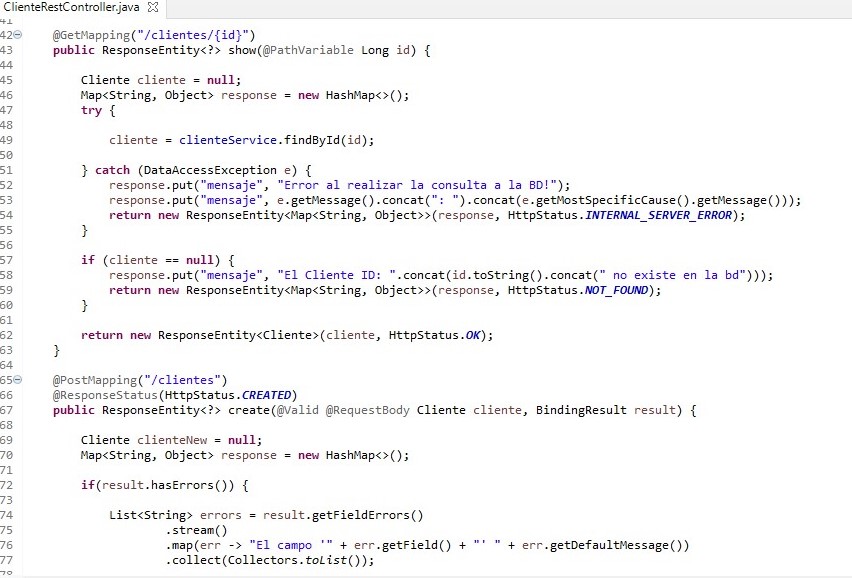 ClienteRestController.java
41
42 @GetMapping("/clientes/{id}")
43 public ResponseEntity<?> show(@PathVariable Long id) {
44
45 Cliente cliente = null;
46 Map<String, Object> response = new HashMap<>();
47 try {
48
49 cliente = clienteService.findById(id);
50
51 } catch (DataAccessException e) {
52 response.put("mensaje", "Error al realizar la consulta a la BD!");
53 response.put("mensaje", e.getMessage().concat(": ").concat(e.getMostSpecificCause().getMessage()));
54 return new ResponseEntity<Map<String, Object>>(response, HttpStatus.INTERNAL_SERVER_ERROR);
55 }
56
57 if (cliente == null) {
58 response.put("mensaje", "El Cliente ID: ".concat(id.toString().concat(" no existe en la bd")));
59 return new ResponseEntity<Map<String, Object>>(response, HttpStatus.NOT_FOUND);
60 }
61
62 return new ResponseEntity<Cliente>(cliente, HttpStatus.OK);
63 }
64
65 @PostMapping("/clientes")
66 @ResponseStatus(HttpStatus.CREATED)
67 public ResponseEntity<?> create(@Valid @RequestBody Cliente cliente, BindingResult result) {
68
69 Cliente clienteNew = null;
70 Map<String, Object> response = new HashMap<>();
71
72 if(result.hasErrors()) {
73
74 List<String> errors = result.getFieldErrors()
75 .stream()
76 .map(err -> "El campo '" + err.getField() + "' " + err.getDefaultMessage())
77 .collect(Collectors.toList());
78